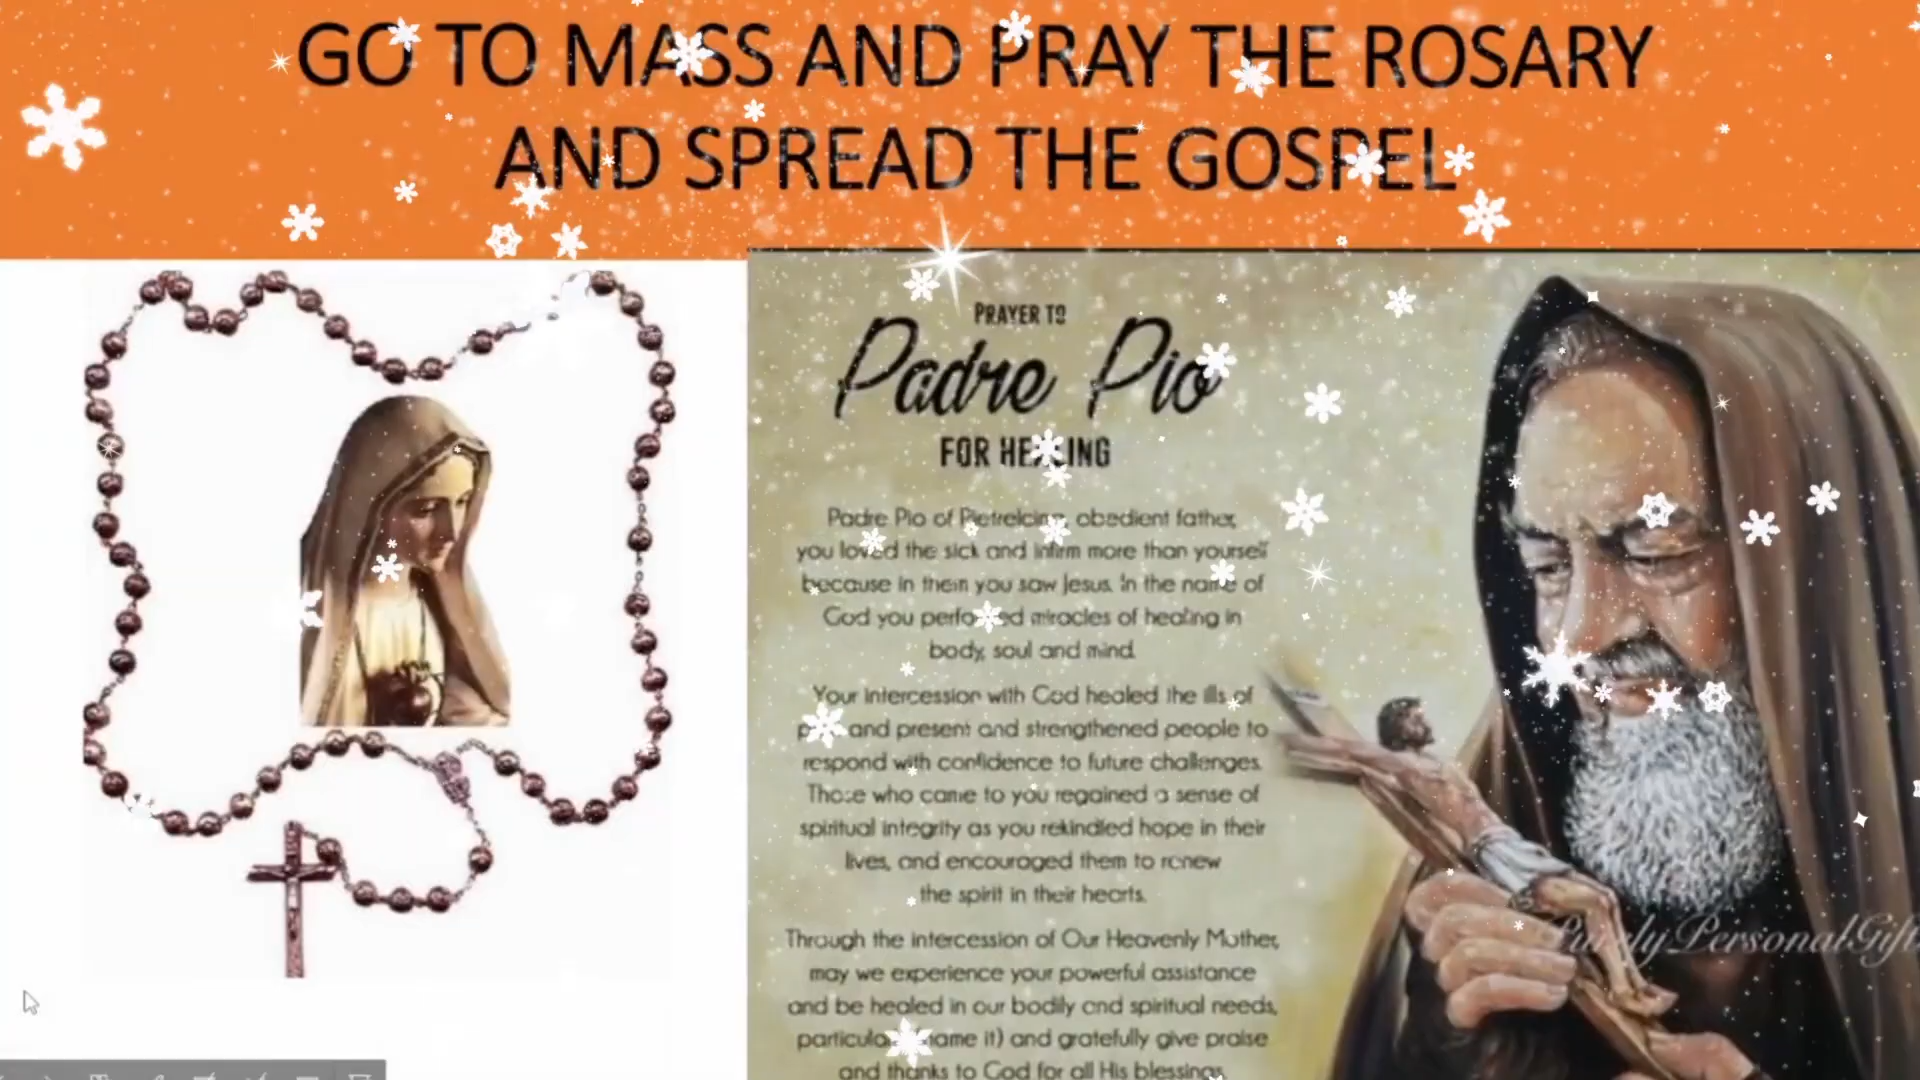 GO TO MASS AND PRAY THE ROSARY
AND SPREAD THE GOSPEL
PRAYER TO
Padre Pio
FOR HEALING
Padre Pio of Pietrelcina, obedient father,
you loved the sick and infirm more than yourself
because in them you saw Jesus. In the name of
God you performed miracles of healing in
body, soul and mind.
Your intercession with God healed the ills of
past and present and strengthened people to
respond with confidence to future challenges.
Those who came to you regained a sense of
spiritual integrity as you rekindled hope in their
lives, and encouraged them to renew
the spirit in their hearts.
Through the intercession of Our Heavenly Mother,
may we experience your powerful assistance
and be healed in our bodily and spiritual needs,
name it) and gratefully give praise
and thanks to God for all His blessings.
PurelyPersonalGift